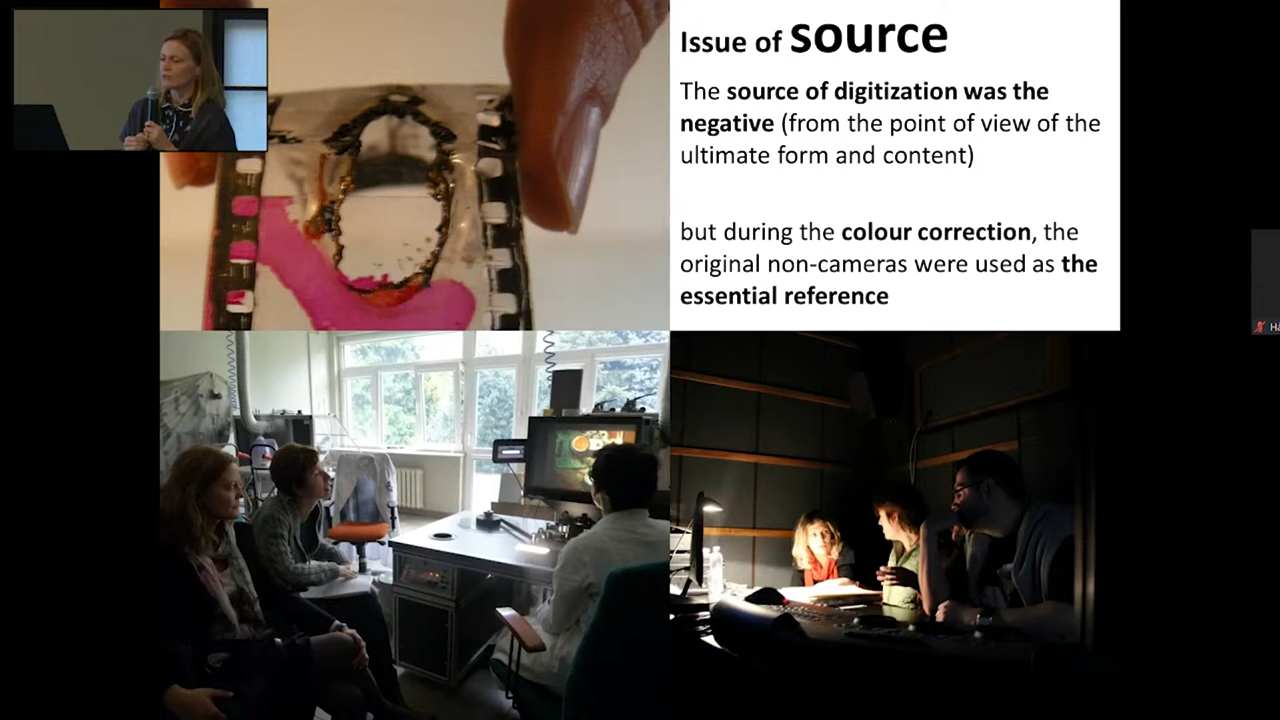 Issue of source
The source of digitization was the
negative (from the point of view of the
ultimate form and content)
but during the colour correction, the
original non-cameras were used as the
essential reference